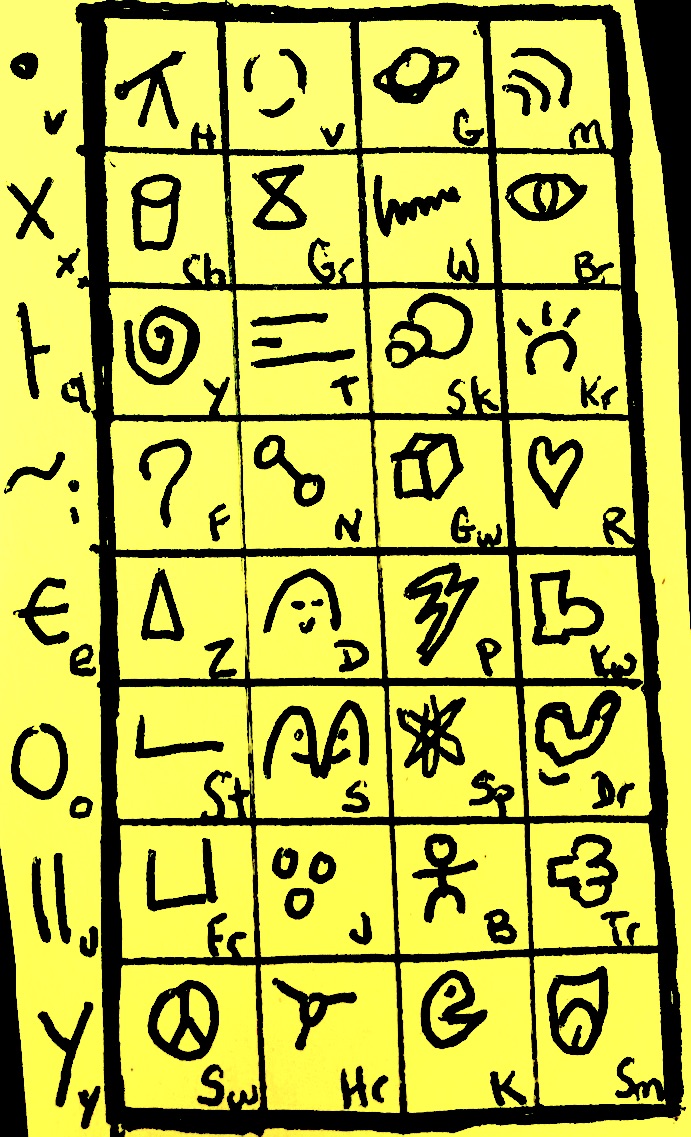 v H V G M
X x Ch Gr W Br
a Y T Sk Kr
~ i ? F N Gw R
€ e Z D P Kw
O o St S Sp Dr
|| u Fr J B Tr
Y y Sw Hr K Sm